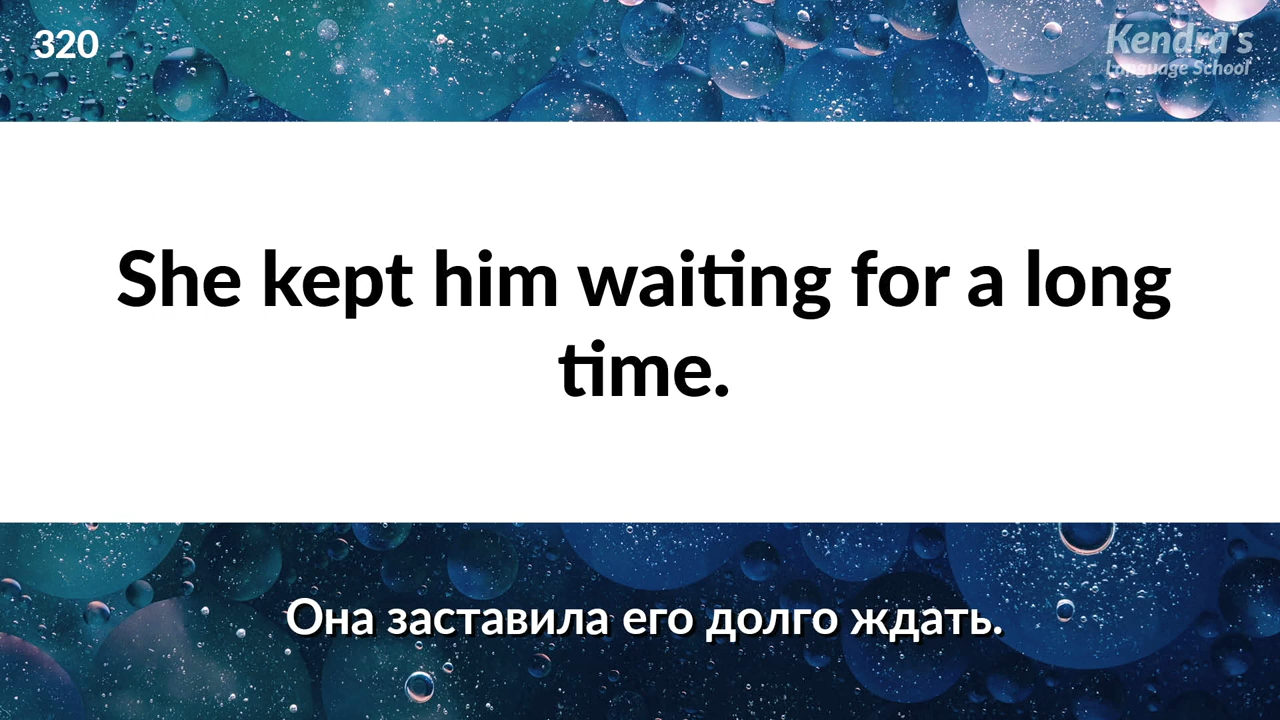 320
Kendra's
Language School
She kept him waiting for a long
time.
Она заставила его долго ждать.